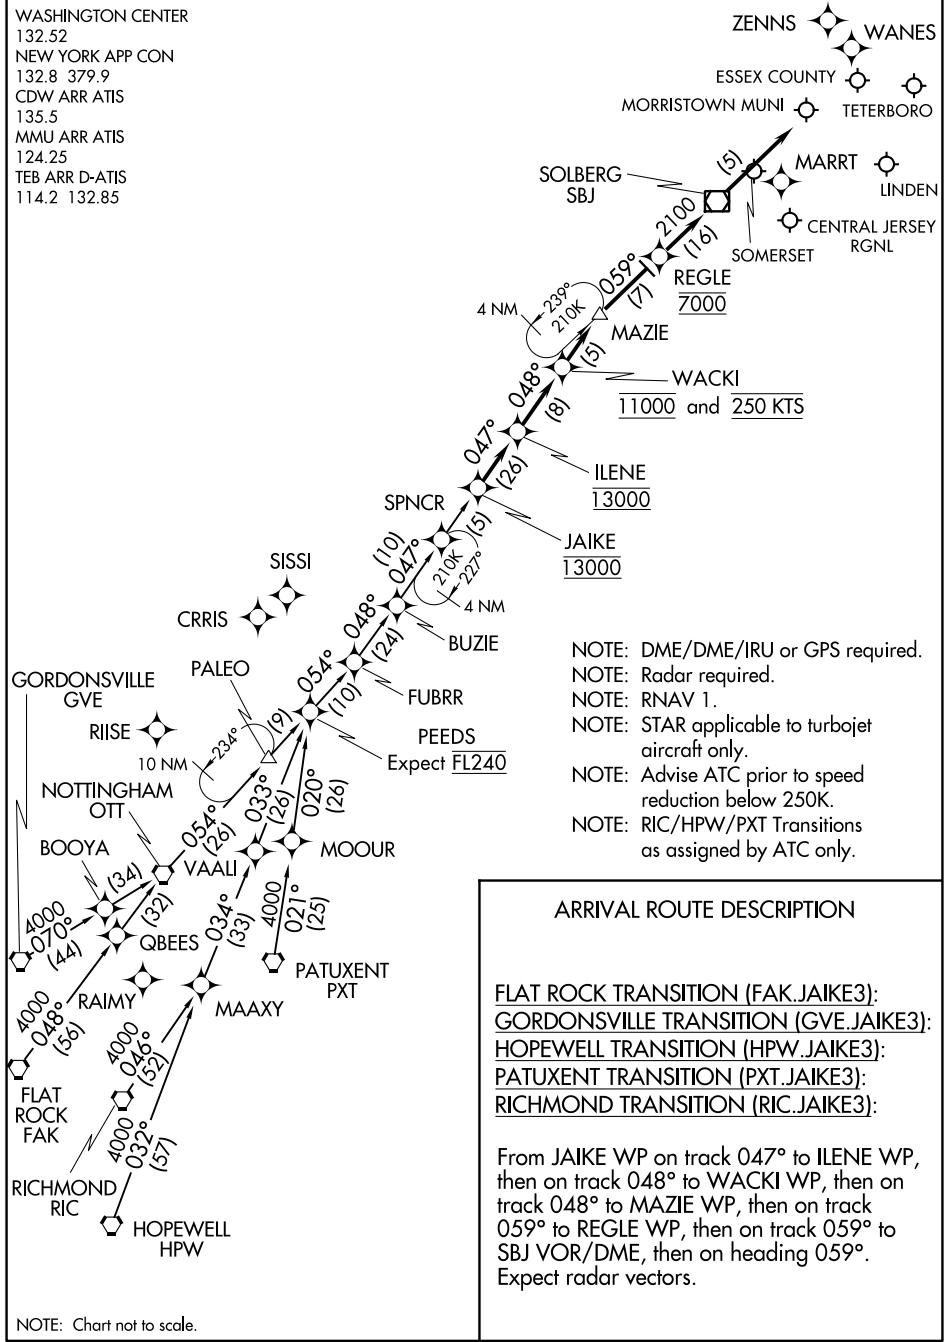 WASHINGTON CENTER
132.52
NEW YORK APP CON
132.8 379.9
CDW ARR ATIS
135.5
MMU ARR ATIS
124.25
TEB ARR D-ATIS
114.2 132.85
ZENNS
WANES
ESSEX COUNTY
MORRISTOWN MUNI
TETERBORO
(5)
MARRT
SOLBERG
SBJ
LINDEN
2100
(16)
CENTRAL JERSEY
RGNL
SOMERSET
059°
(7)
REGLE
7000
4 NM
239°
210K
MAZIE
(5)
048°
WACKI
11000 and 250 KTS
(8)
047°
(26)
ILENE
13000
SPNCR
(5)
JAIKE
13000
(10)
047°
210K
227°
4 NM
SISSI
CRRIS
048°
(24)
BUZIE
PALEO
054°
(10)
FUBRR
GORDONSVILLE
GVE
RIISE
(9)
234°
10 NM
PEEDS
Expect FL240
NOTTINGHAM
OTT
054°
(26)
033°
(26)
020°
(26)
BOOYA
VAALI
MOOUR
(34)
(32)
4000
070°
(44)
QBEES
034°
(33)
4000
021°
(25)
PATUXENT
PXT
RAIMY
MAAXY
4000
048°
(56)
4000
046°
(52)
FLAT
ROCK
FAK
4000
032°
(57)
RICHMOND
RIC
HOPEWELL
HPW
NOTE: Chart not to scale.
NOTE: DME/DME/IRU or GPS required.
NOTE: Radar required.
NOTE: RNAV 1.
NOTE: STAR applicable to turbojet
aircraft only.
NOTE: Advise ATC prior to speed
reduction below 250K.
NOTE: RIC/HPW/PXT Transitions
as assigned by ATC only.
ARRIVAL ROUTE DESCRIPTION
FLAT ROCK TRANSITION (FAK.JAIKE3):
GORDONSVILLE TRANSITION (GVE.JAIKE3):
HOPEWELL TRANSITION (HPW.JAIKE3):
PATUXENT TRANSITION (PXT.JAIKE3):
RICHMOND TRANSITION (RIC.JAIKE3):
From JAIKE WP on track 047° to ILENE WP,
then on track 048° to WACKI WP, then on
track 048° to MAZIE WP, then on track
059° to REGLE WP, then on track 059° to
SBJ VOR/DME, then on heading 059°.
Expect radar vectors.